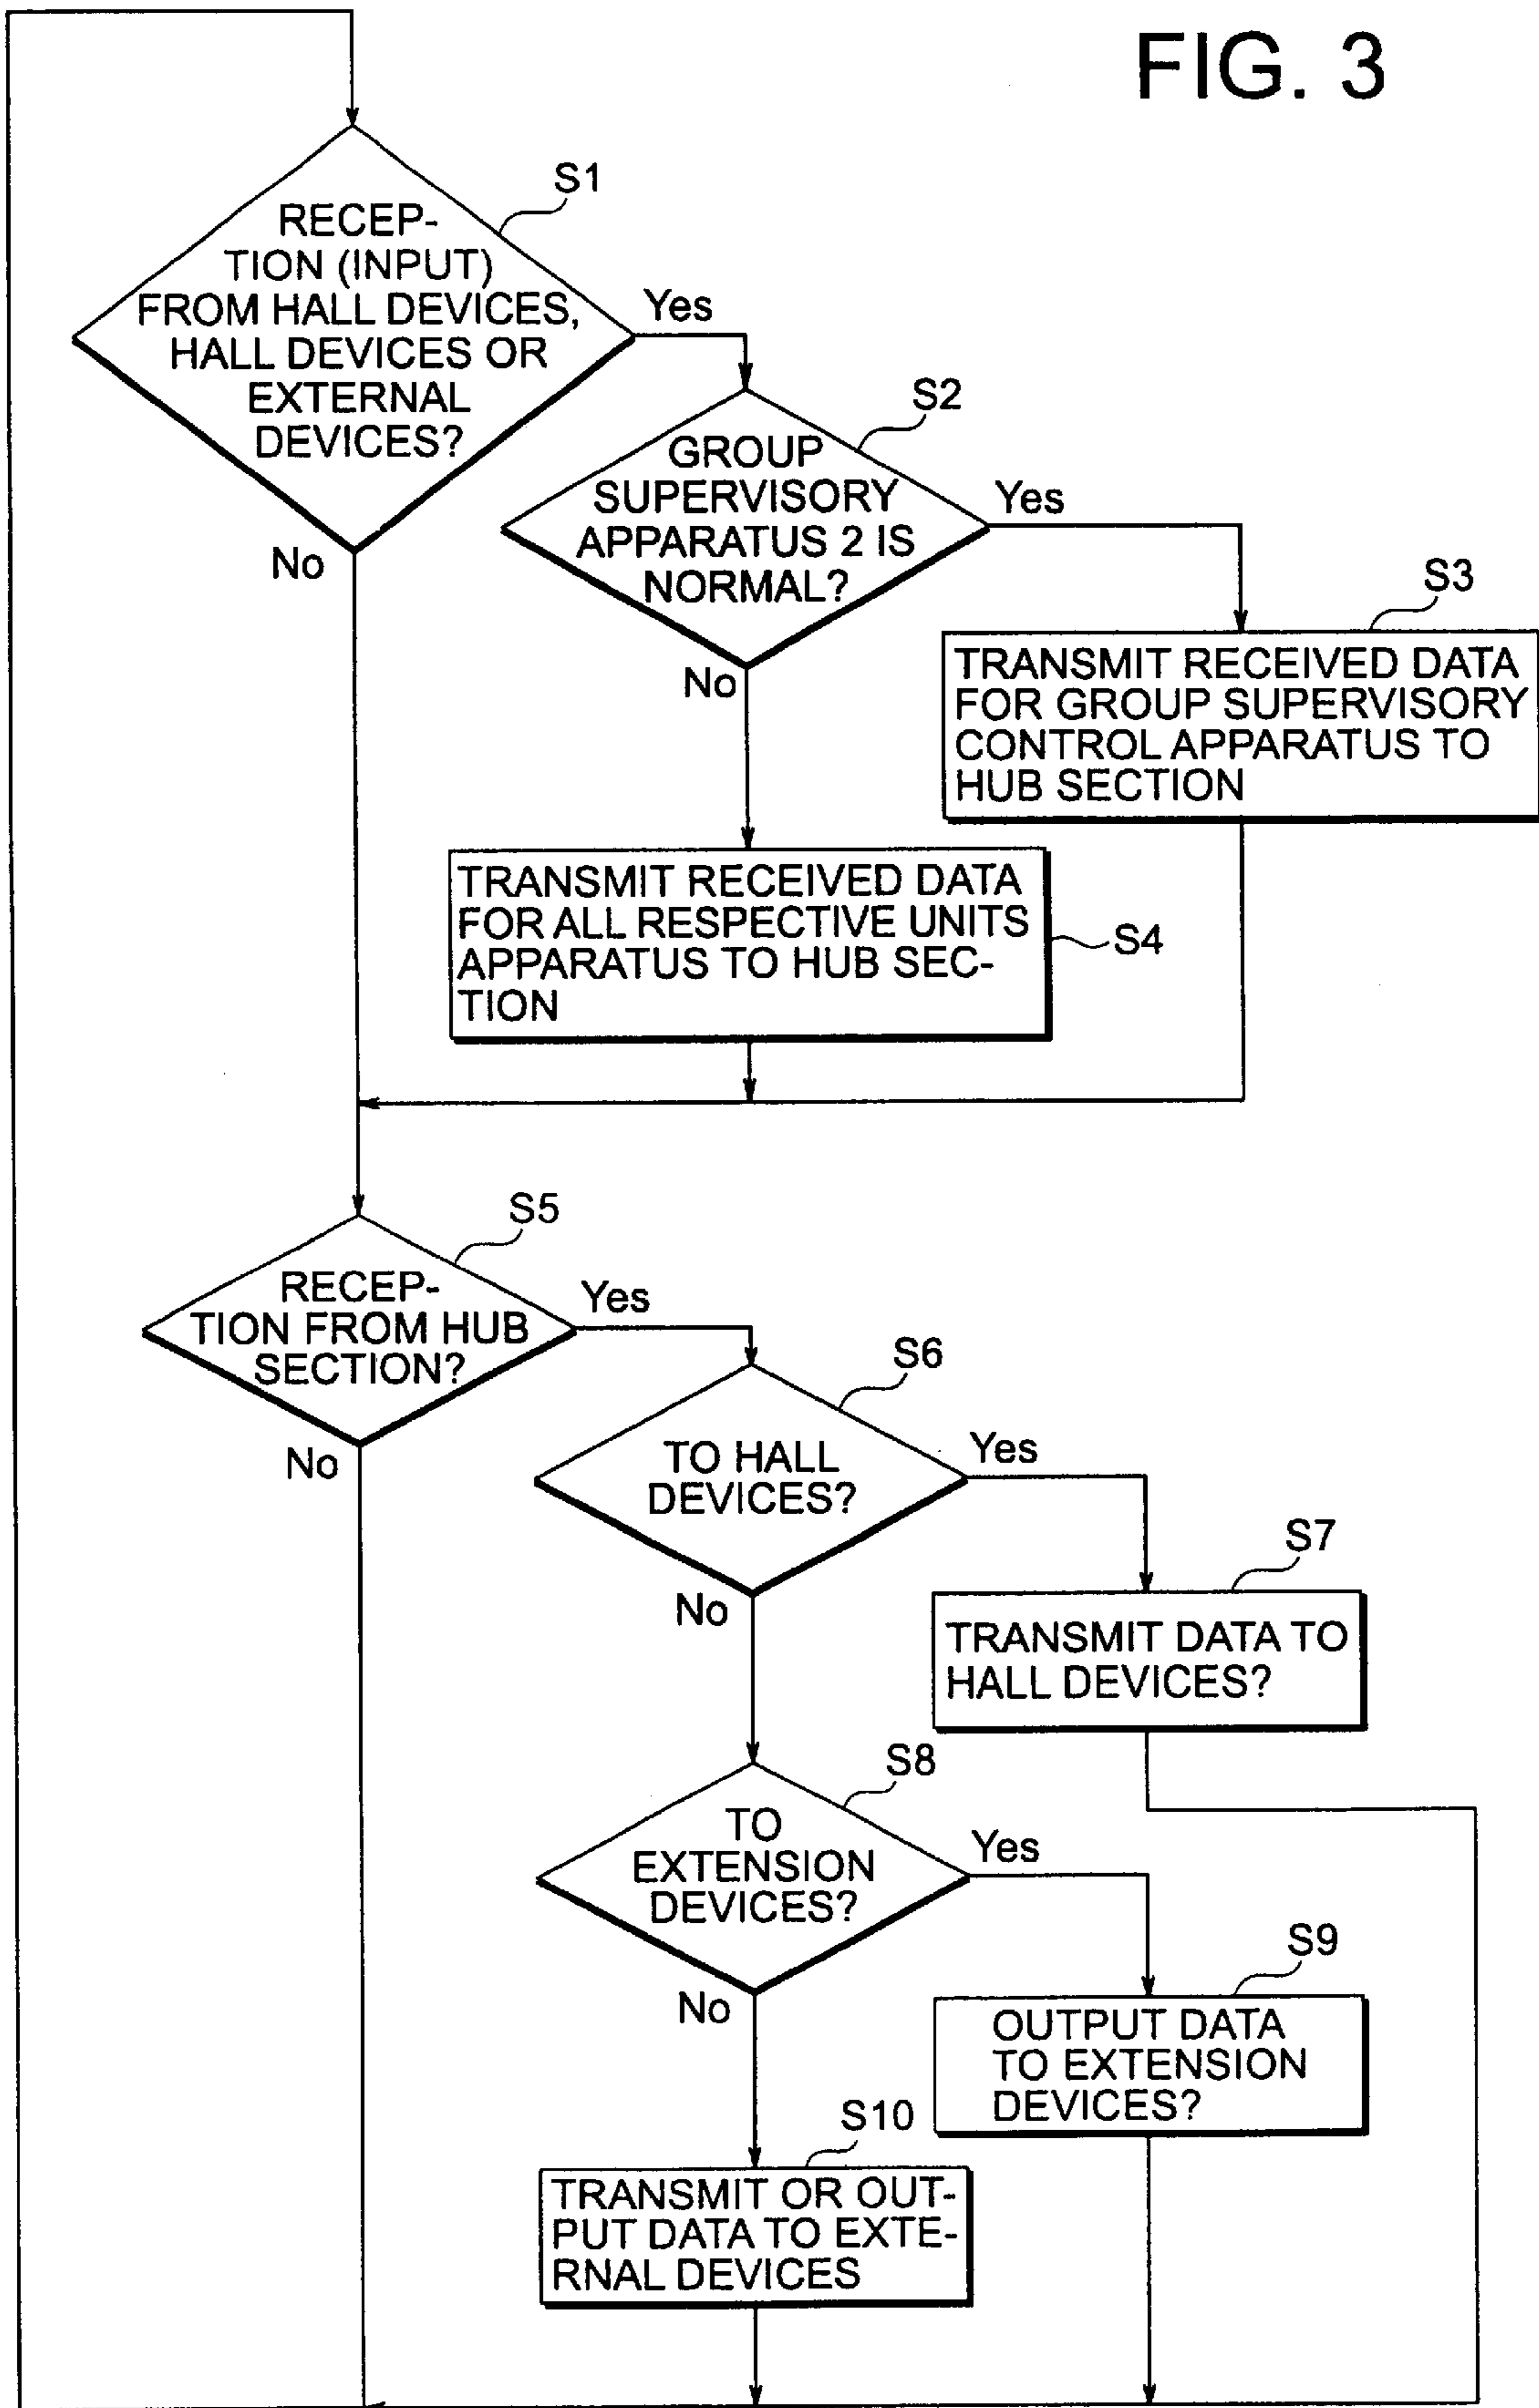 FIG. 3
S1
RECEP-
TION (INPUT)
FROM HALL DEVICES,
HALL DEVICES OR
EXTERNAL
DEVICES?
Yes
No
S2
GROUP
SUPERVISORY
APPARATUS 2 IS
NORMAL?
Yes
No
S3
TRANSMIT RECEIVED DATA
FOR GROUP SUPERVISORY
CONTROL APPARATUS TO
HUB SECTION
TRANSMIT RECEIVED DATA
FOR ALL RESPECTIVE UNITS
APPARATUS TO HUB SEC-
TION
S4
S5
RECEP-
TION FROM HUB
SECTION?
Yes
No
S6
TO HALL
DEVICES?
Yes
No
S7
TRANSMIT DATA TO
HALL DEVICES?
S8
TO
EXTENSION
DEVICES?
Yes
No
S9
OUTPUT DATA
TO EXTENSION
DEVICES?
S10
TRANSMIT OR OUT-
PUT DATA TO EXTE-
RNAL DEVICES